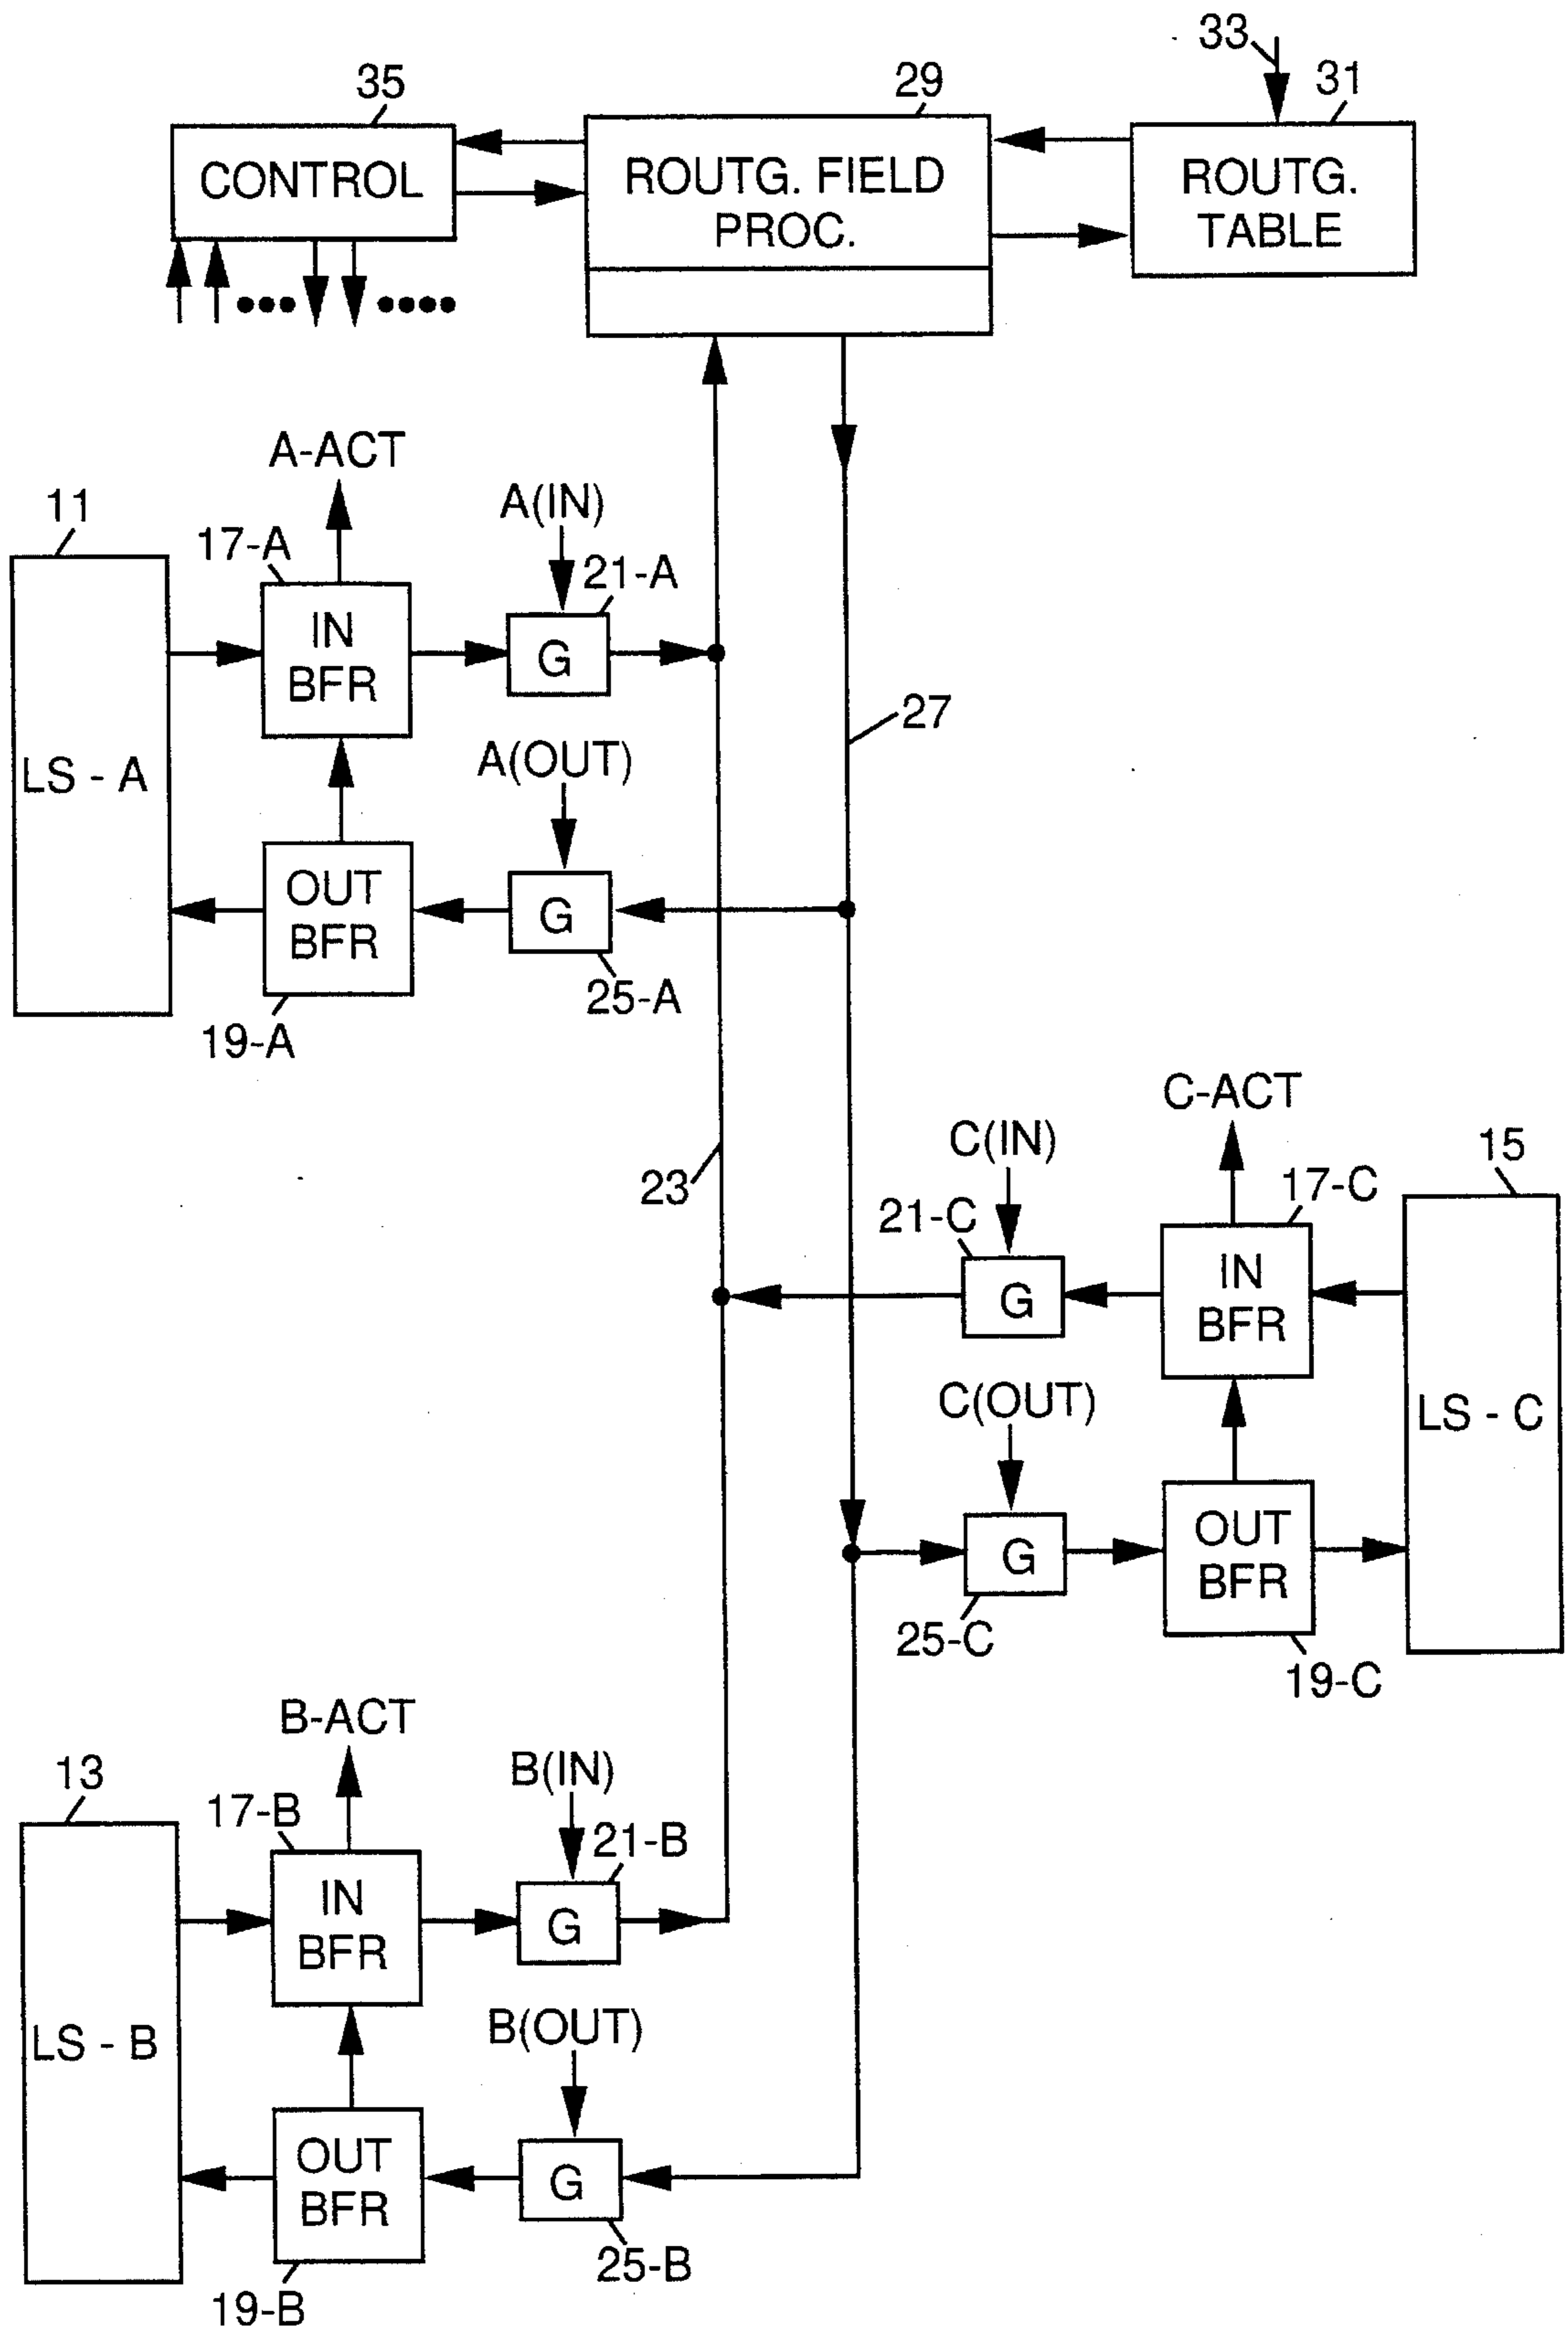 33
35
29
31
CONTROL
ROUTG. FIELD
PROC.
ROUTG.
TABLE
A-ACT
A(IN)
11
17-A
21-A
IN
BFR
G
27
LS - A
A(OUT)
OUT
BFR
G
25-A
19-A
C-ACT
C(IN)
15
23
17-C
21-C
IN
BFR
G
C(OUT)
LS - C
OUT
BFR
G
25-C
19-C
B-ACT
B(IN)
13
17-B
21-B
IN
BFR
G
B(OUT)
LS - B
OUT
BFR
G
25-B
19-B